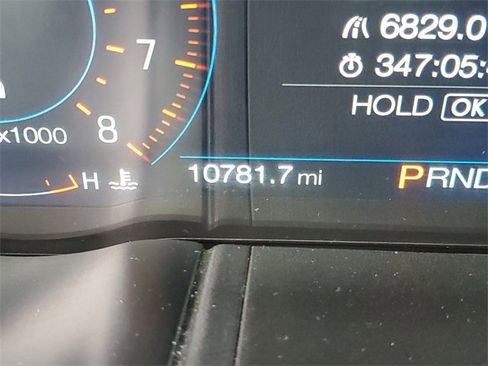 6829.0
347:05:
HOLD OK
7
x1000
8
H
10781.7 mi
PRND